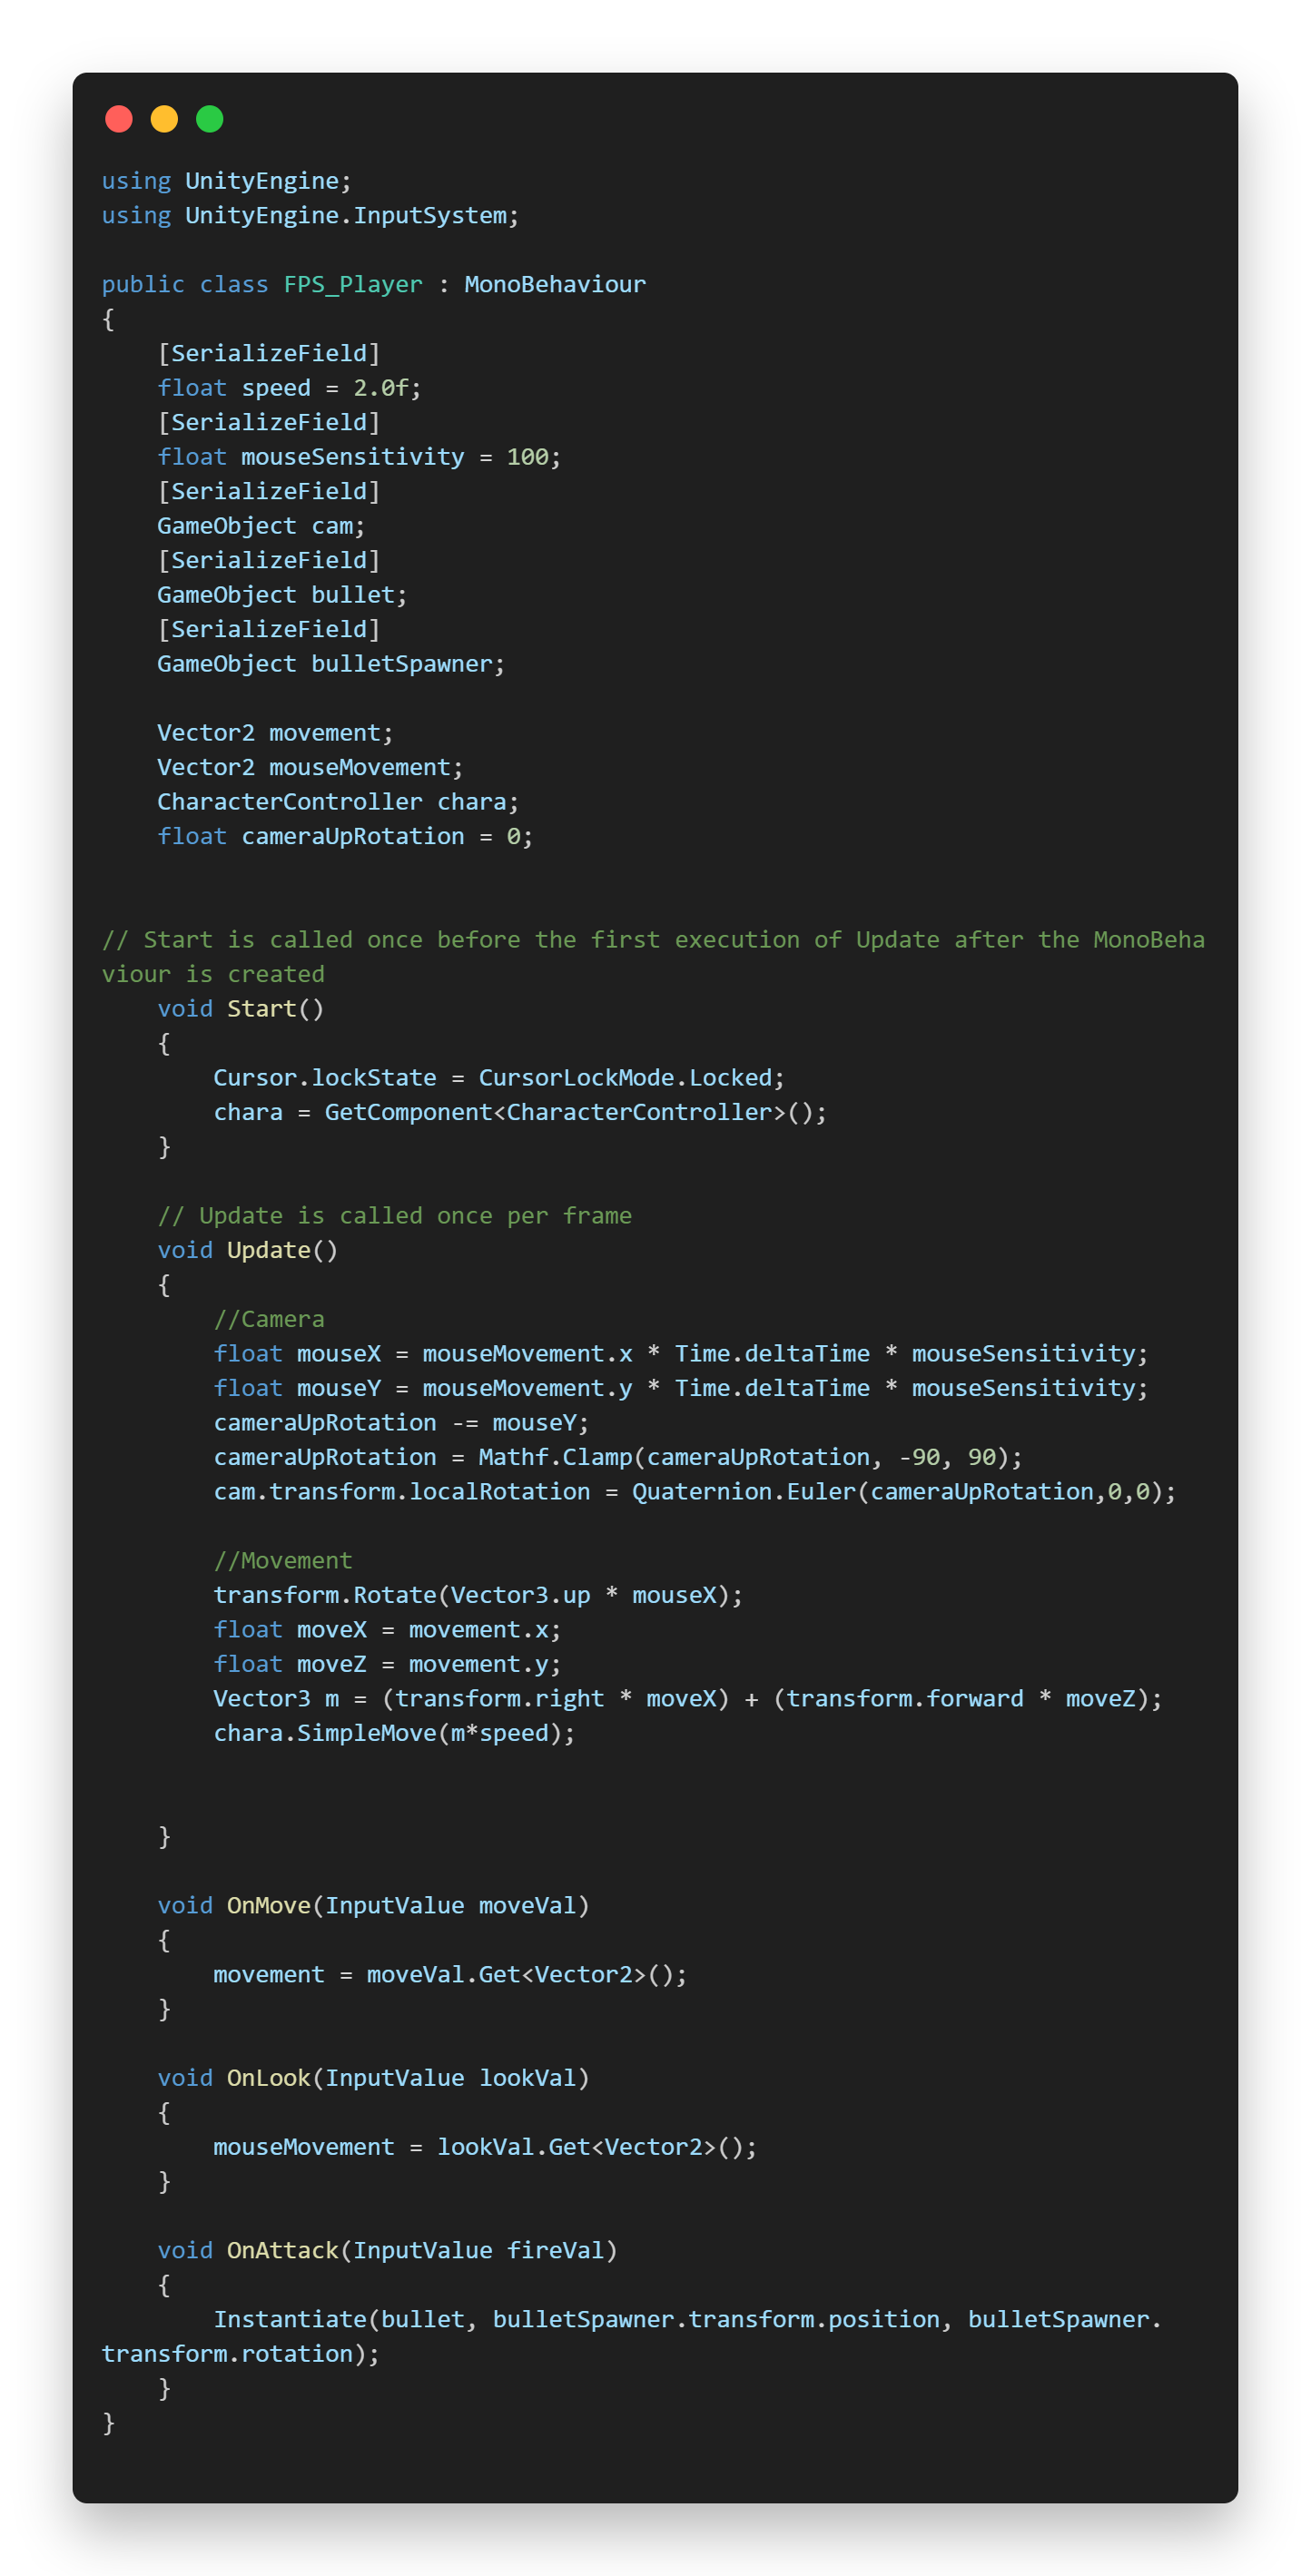 using UnityEngine;
using UnityEngine.InputSystem;

public class FPS_Player : MonoBehaviour
{
    [SerializeField]
    float speed = 2.0f;
    [SerializeField]
    float mouseSensitivity = 100;
    [SerializeField]
    GameObject cam;
    [SerializeField]
    GameObject bullet;
    [SerializeField]
    GameObject bulletSpawner;

    Vector2 movement;
    Vector2 mouseMovement;
    CharacterController chara;
    float cameraUpRotation = 0;


// Start is called once before the first execution of Update after the MonoBeha
viour is created
    void Start()
    {
        Cursor.lockState = CursorLockMode.Locked;
        chara = GetComponent<CharacterController>();
    }

    // Update is called once per frame
    void Update()
    {
        //Camera
        float mouseX = mouseMovement.x * Time.deltaTime * mouseSensitivity;
        float mouseY = mouseMovement.y * Time.deltaTime * mouseSensitivity;
        cameraUpRotation -= mouseY;
        cameraUpRotation = Mathf.Clamp(cameraUpRotation, -90, 90);
        cam.transform.localRotation = Quaternion.Euler(cameraUpRotation,0,0);

        //Movement
        transform.Rotate(Vector3.up * mouseX);
        float moveX = movement.x;
        float moveZ = movement.y;
        Vector3 m = (transform.right * moveX) + (transform.forward * moveZ);
        chara.SimpleMove(m*speed);


    }

    void OnMove(InputValue moveVal)
    {
        movement = moveVal.Get<Vector2>();
    }

    void OnLook(InputValue lookVal)
    {
        mouseMovement = lookVal.Get<Vector2>();
    }

    void OnAttack(InputValue fireVal)
    {
        Instantiate(bullet, bulletSpawner.transform.position, bulletSpawner.
transform.rotation);
    }
}